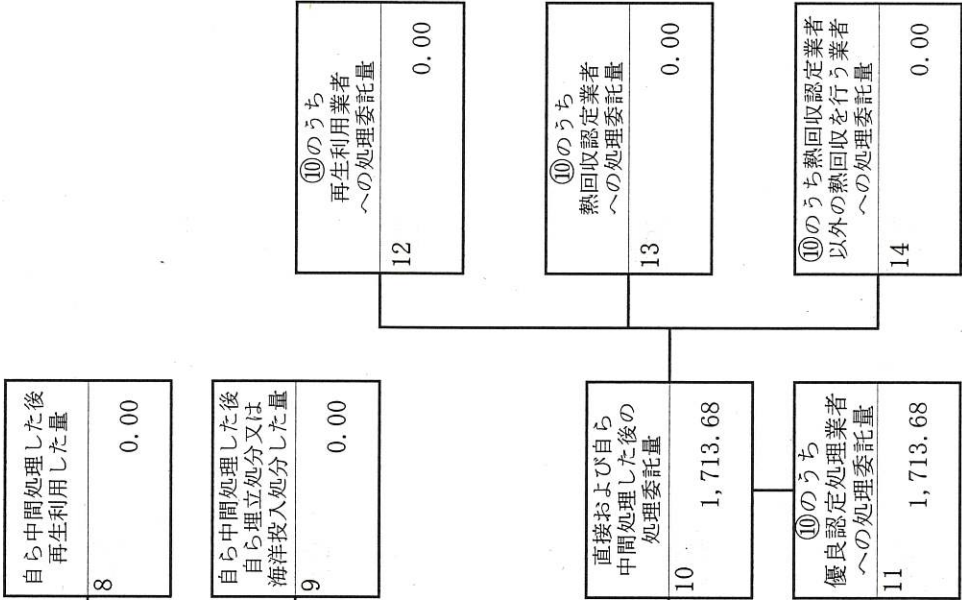 自ら中間処理した後
再生利用した量
8
0.00
自ら中間処理した後
自ら埋立処分又は
海洋投入処分した量
9
0.00
直接および自ら
中間処理した後の
処理委託量
10
1,713.68
⑩のうち
優良認定処理業者
への処理委託量
11
1,713.68
⑩のうち
再生利用業者
への処理委託量
12
0.00
⑩のうち
熱回収認定業者
への処理委託量
13
0.00
⑩のうち熱回収認定業者
以外の熱回収を行う業者
への処理委託量
14
0.00